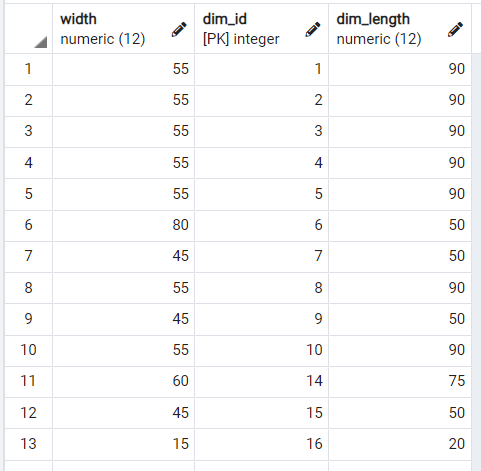 width dim_id dim_length
numeric (12) [PK] integer numeric (12)
1 55 1 90
2 55 2 90
3 55 3 90
4 55 4 90
5 55 5 90
6 80 6 50
7 45 7 50
8 55 8 90
9 45 9 50
10 55 10 90
11 60 14 75
12 45 15 50
13 15 16 20